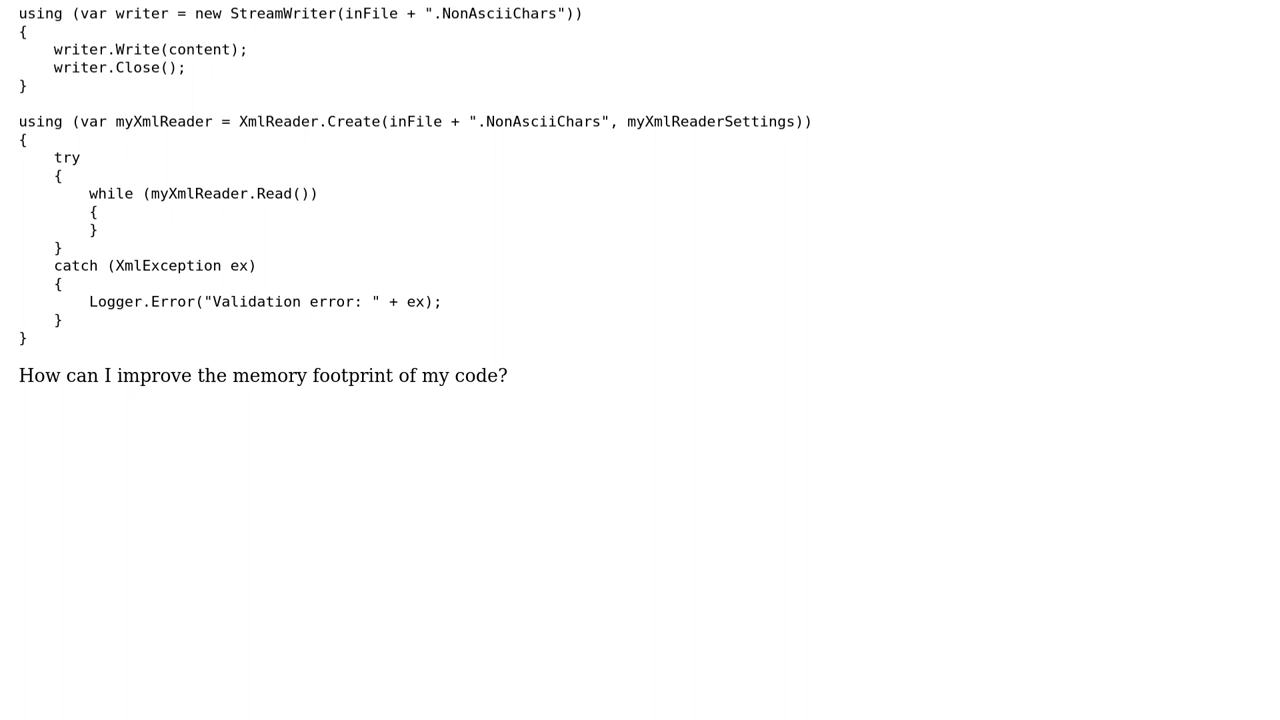 using (var writer = new StreamWriter(inFile + ".NonAsciiChars"))
{
    writer.Write(content);
    writer.Close();
}

using (var myXmlReader = XmlReader.Create(inFile + ".NonAsciiChars", myXmlReaderSettings))
{
    try
    {
        while (myXmlReader.Read())
        {
        }
    }
    catch (XmlException ex)
    {
        Logger.Error("Validation error: " + ex);
    }
}
How can I improve the memory footprint of my code?